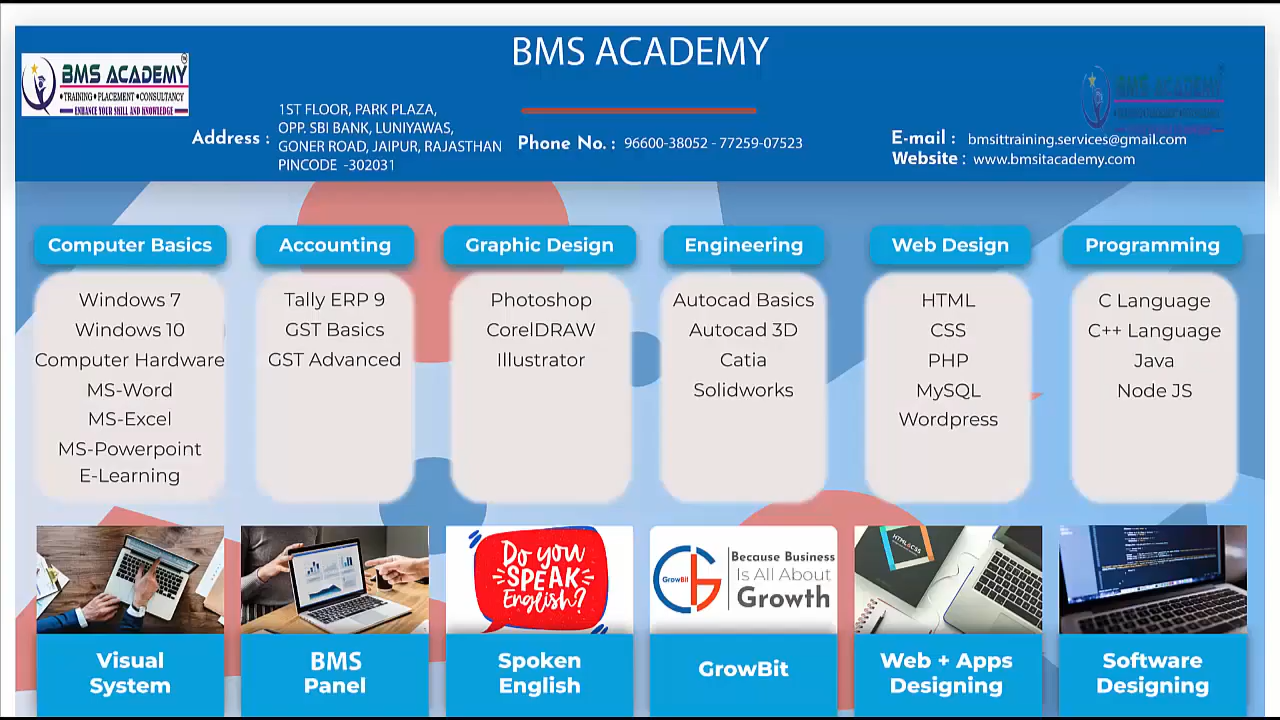 BMS ACADEMY
BMS ACADEMY
TRAINING • PLACEMENT • CONSULTANCY
ENHANCE YOUR SKILL AND KNOWLEDGE
BMS ACADEMY
Address :
1ST FLOOR, PARK PLAZA,
OPP. SBI BANK, LUNIYAWAS,
GONER ROAD, JAIPUR, RAJASTHAN
PINCODE -302031
Phone No. : 96600-38052 - 77259-07523
E-mail : bmsittraining.services@gmail.com
Website : www.bmsitacademy.com
Computer Basics
Windows 7
Windows 10
Computer Hardware
MS-Word
MS-Excel
MS-Powerpoint
E-Learning
Accounting
Tally ERP 9
GST Basics
GST Advanced
Graphic Design
Photoshop
CorelDRAW
Illustrator
Engineering
Autocad Basics
Autocad 3D
Catia
Solidworks
Web Design
HTML
CSS
PHP
MySQL
Wordpress
Programming
C Language
C++ Language
Java
Node JS
Visual
System
BMS
Panel
Do you
SPEAK
English?
Spoken
English
GrowBit
Because Business
Is All About
Growth
GrowBit
HTML&CSS
Web + Apps
Designing
Software
Designing